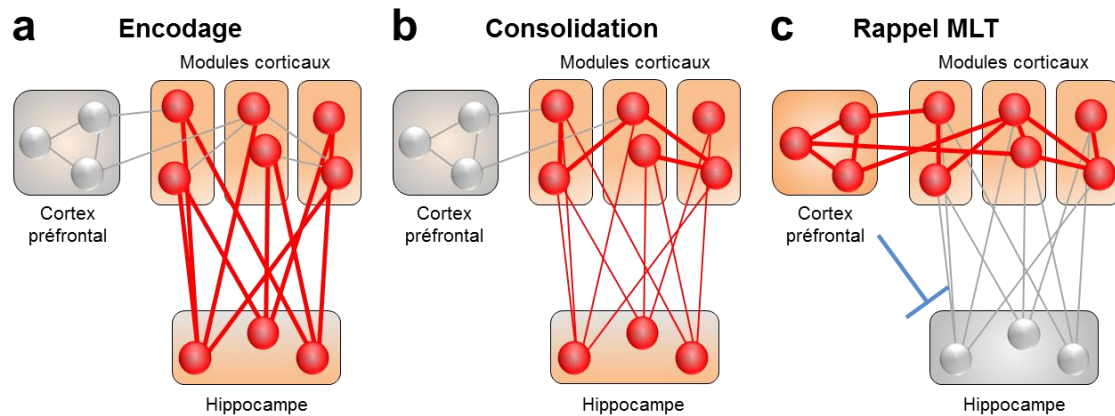 a Encodage
Modules corticaux
Cortex
préfrontal
Hippocampe
b Consolidation
Modules corticaux
Cortex
préfrontal
Hippocampe
c Rappel MLT
Modules corticaux
Cortex
préfrontal
Hippocampe